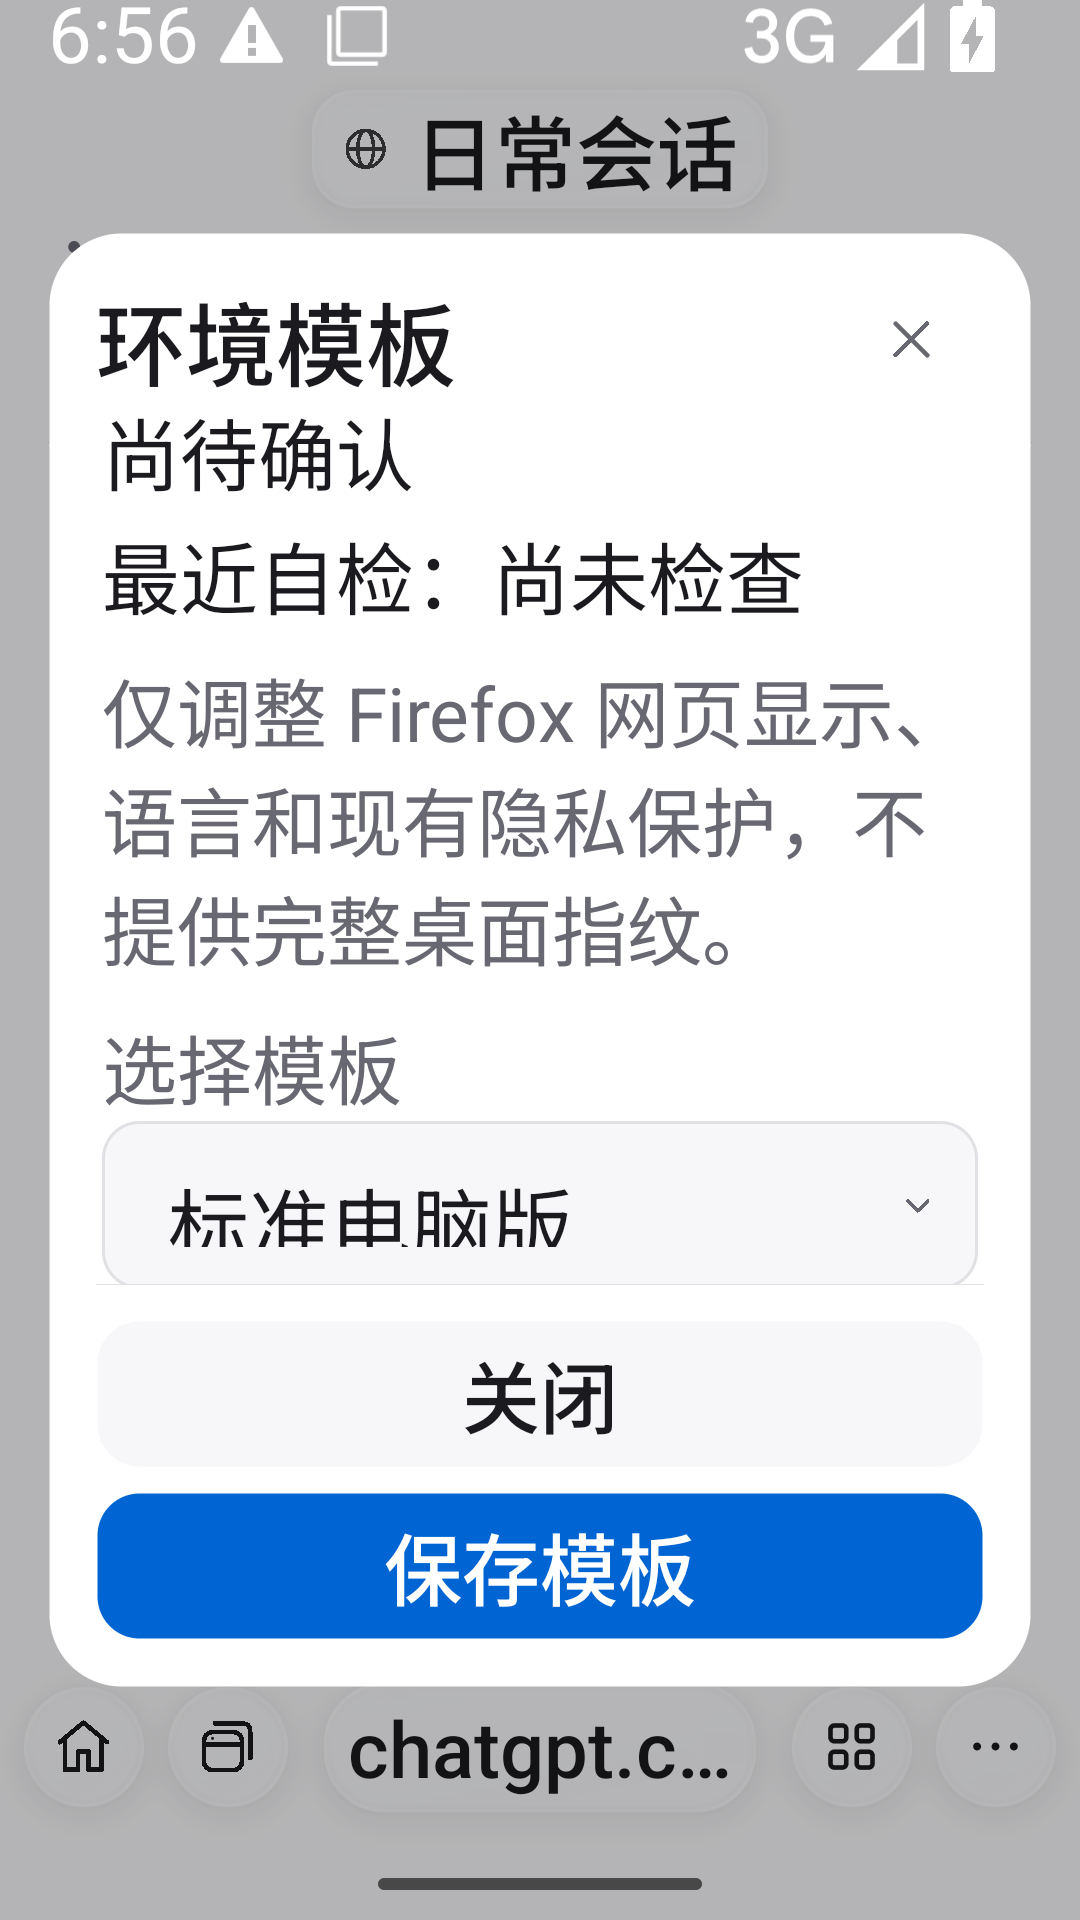 6:56
3G
日常会话
环境模板
尚待确认
最近自检：尚未检查
仅调整 Firefox 网页显示、
语言和现有隐私保护，不
提供完整桌面指纹。
选择模板
标准电脑版
关闭
保存模板
chatgpt.c...